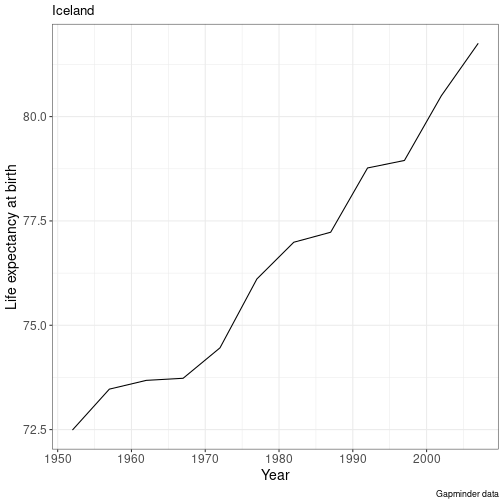 Iceland
80.0
77.5
75.0
72.5
Life expectancy at birth
1950 1960 1970 1980 1990 2000
Year
Gapminder data